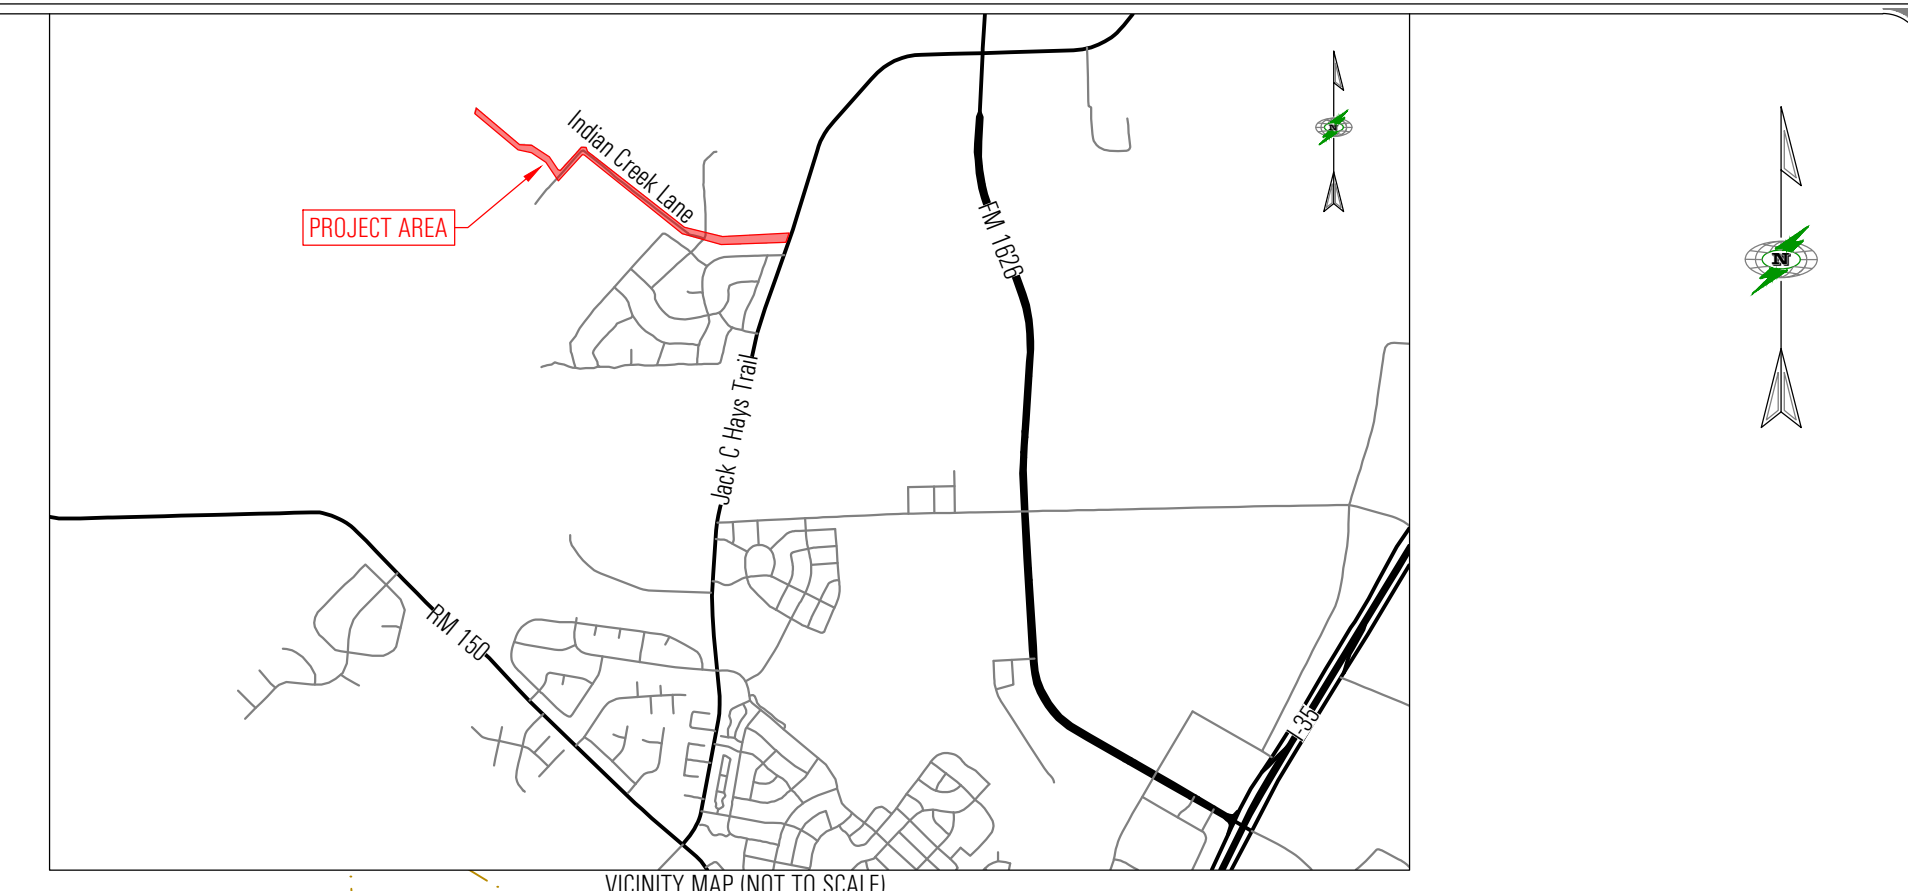 Indian Creek Lane
N
N
PROJECT AREA
FM 1626
Jack C Hays Trail
RM 150
I-35
VICINITY MAP (NOT TO SCALE)